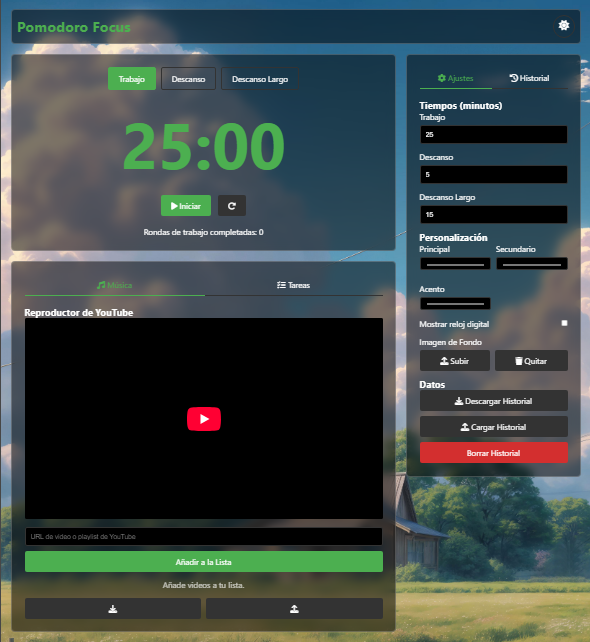 Pomodoro Focus
Trabajo
Descanso
Descanso Largo
25:00
Iniciar
Rondas de trabajo completadas: 0
Música
Tareas
Reproductor de YouTube
URL de video o playlist de YouTube
Añadir a la Lista
Añade videos a tu lista.
Ajustes
Historial
Tiempos (minutos)
Trabajo
25
Descanso
5
Descanso Largo
15
Personalización
Principal
Secundario
Acento
Mostrar reloj digital
Imagen de Fondo
Subir
Quitar
Datos
Descargar Historial
Cargar Historial
Borrar Historial